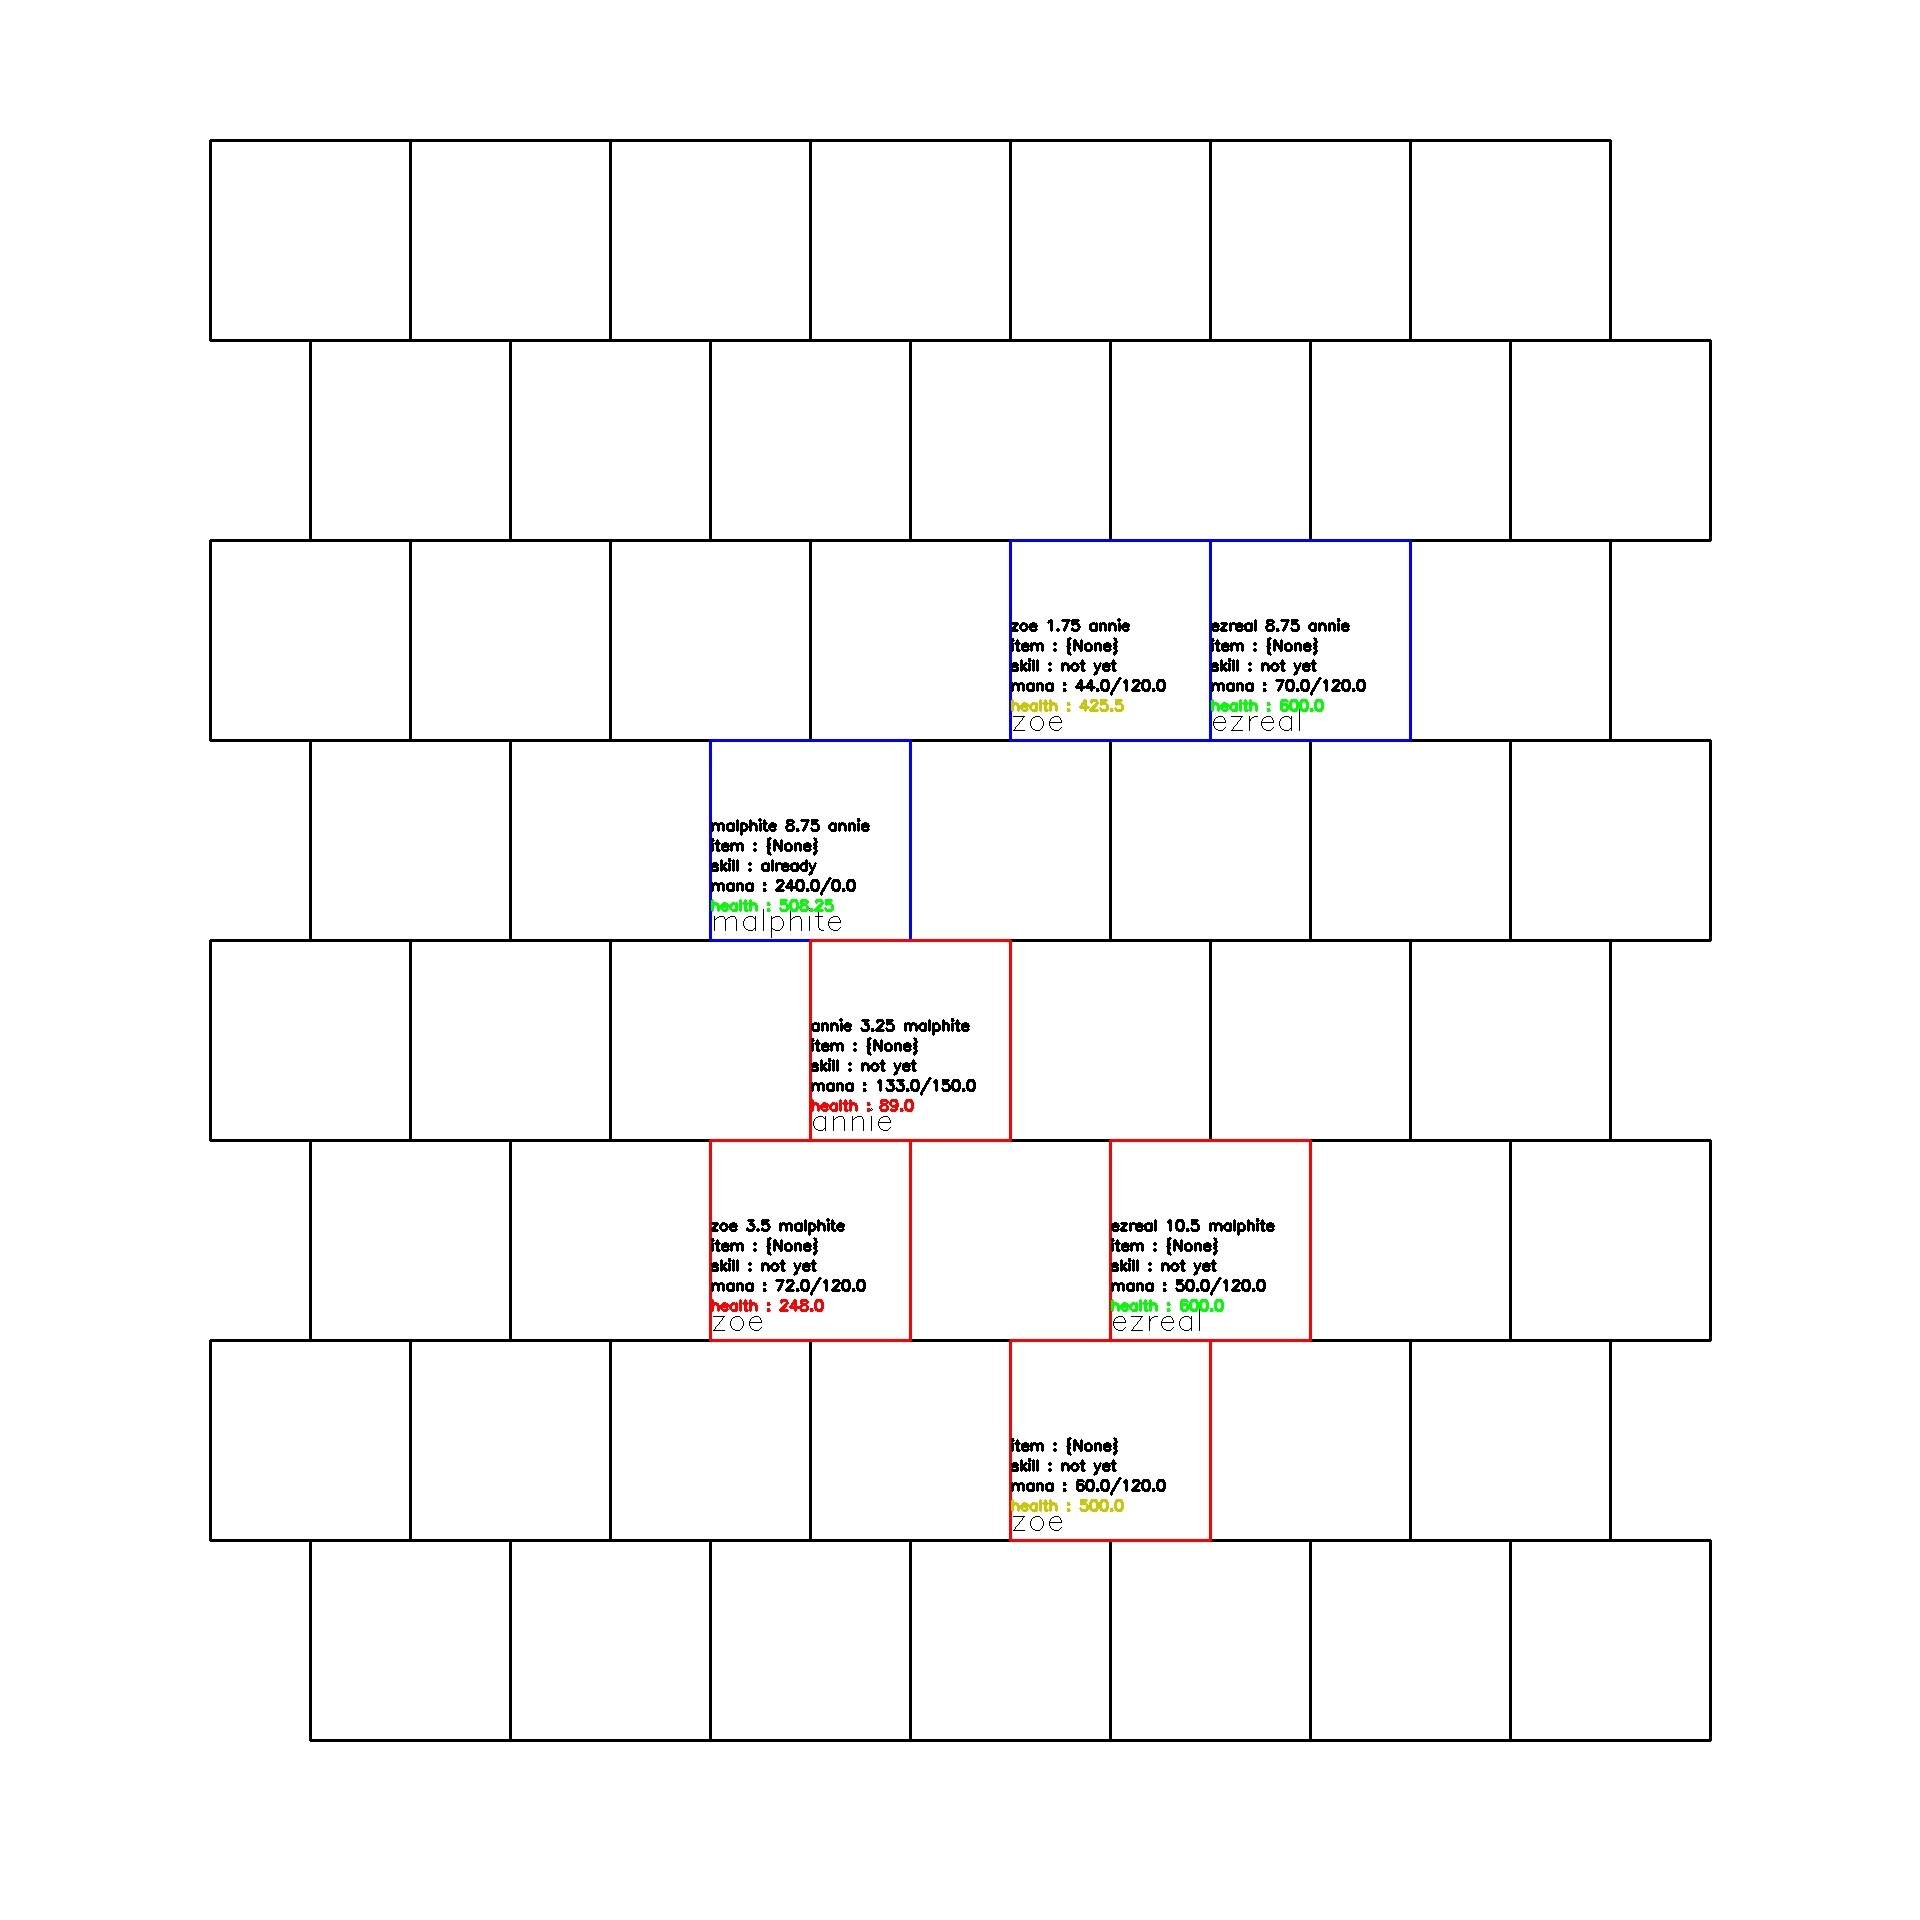 zoe 1.75 annie
item : {None}
skill : not yet
mana : 44.0/120.0
health : 425.5
zoe
ezreal 8.75 annie
item : {None}
skill : not yet
mana : 70.0/120.0
health : 600.0
ezreal
malphite 8.75 annie
item : {None}
skill : already
mana : 240.0/0.0
health : 508.25
malphite
annie 3.25 malphite
item : {None}
skill : not yet
mana : 133.0/150.0
health : 89.0
annie
zoe 3.5 malphite
item : {None}
skill : not yet
mana : 72.0/120.0
health : 248.0
zoe
ezreal 10.5 malphite
item : {None}
skill : not yet
mana : 50.0/120.0
health : 600.0
ezreal
item : {None}
skill : not yet
mana : 60.0/120.0
health : 500.0
zoe